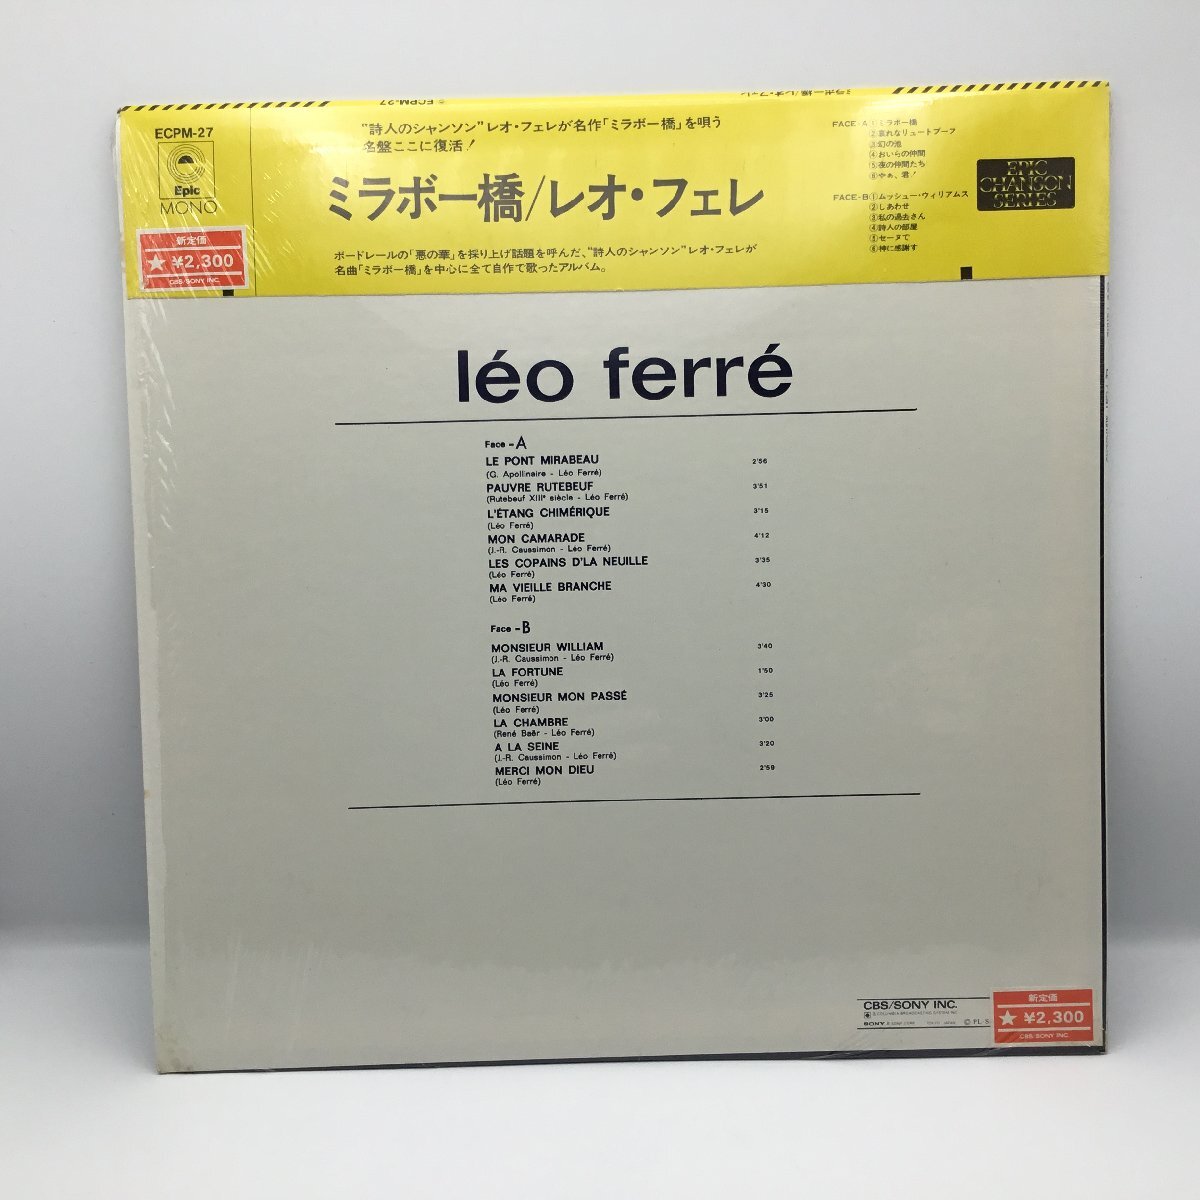 ECPM-27
Epic
MONO
新定価
★ ¥2,300
CBS/SONY INC.
ECPM-27
ミラボー橋/レオ・フェレ
"詩人のシャンソン"レオ・フェレが名作「ミラボー橋」を唄う
名盤ここに復活!
ミラボー橋/レオ・フェレ
ボードレールの「悪の華」を採り上げ話題を呼んだ、"詩人のシャンソン"レオ・フェレが
名曲「ミラボー橋」を中心に全て自作で歌ったアルバム。
FACE-A ①ミラボー橋
②哀れなリュートブーフ
③幻の池
④おいらの仲間
⑤夜の仲間たち
⑥やぁ、君!
FACE-B ①ムッシュー・ウィリアムス
②しあわせ
③私の過去さん
④詩人の部屋
⑤セーヌで
⑥神に感謝す
EPIC
CHANSON
SERIES
léo ferré
Face - A
LE PONT MIRABEAU 2'56
(G. Apollinaire - Léo Ferré)
PAUVRE RUTEBEUF 3'51
(Rutebeuf XIIIe siècle - Léo Ferré)
L'ÉTANG CHIMÉRIQUE 3'15
(Léo Ferré)
MON CAMARADE 4'12
(J.-R. Caussimon - Léo Ferré)
LES COPAINS D'LA NEUILLE 3'35
(Léo Ferré)
MA VIEILLE BRANCHE 4'30
(Léo Ferré)
Face - B
MONSIEUR WILLIAM 3'40
(J.-R. Caussimon - Léo Ferré)
LA FORTUNE 1'50
(Léo Ferré)
MONSIEUR MON PASSÉ 3'25
(Léo Ferré)
LA CHAMBRE 3'00
(René Baër - Léo Ferré)
A LA SEINE 3'20
(J.-R. Caussimon - Léo Ferré)
MERCI MON DIEU 2'59
(Léo Ferré)
CBS/SONY INC.
SONY
新定価
★ ¥2,300
CBS/SONY INC.